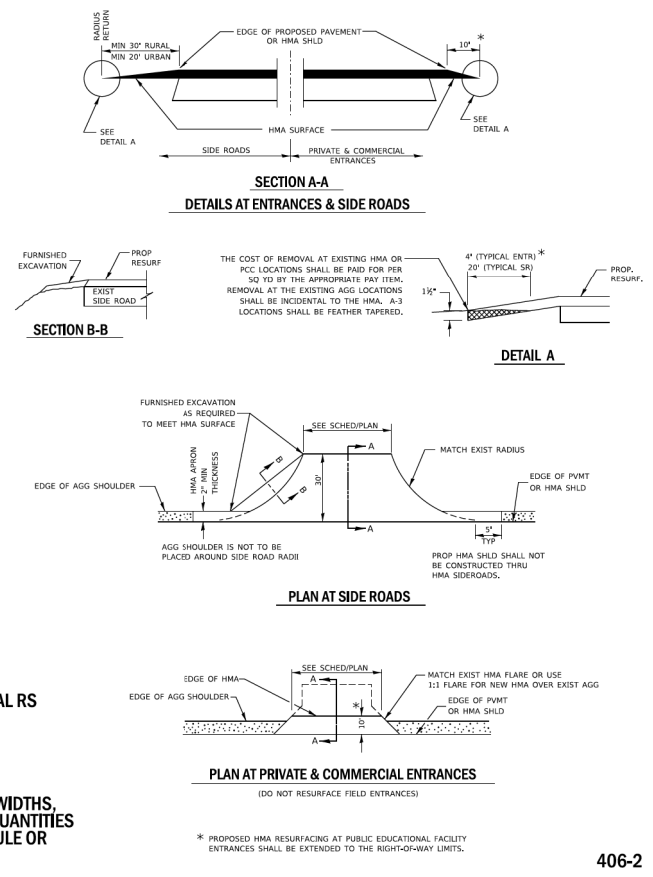 RADIUS
RETURN
MIN 30' RURAL
MIN 20' URBAN
EDGE OF PROPOSED PAVEMENT
OR HMA SHLD
10' *
SEE
DETAIL A
HMA SURFACE
SEE
DETAIL A
SIDE ROADS
PRIVATE & COMMERCIAL
ENTRANCES
SECTION A-A
DETAILS AT ENTRANCES & SIDE ROADS
FURNISHED
EXCAVATION
PROP
RESURF
EXIST
SIDE ROAD
SECTION B-B
THE COST OF REMOVAL AT EXISTING HMA OR
PCC LOCATIONS SHALL BE PAID FOR PER
SQ YD BY THE APPROPRIATE PAY ITEM.
REMOVAL AT THE EXISTING AGG LOCATIONS
SHALL BE INCIDENTAL TO THE HMA. A-3
LOCATIONS SHALL BE FEATHER TAPERED.
4' (TYPICAL ENTR) *
20' (TYPICAL SR)
1½"
PROP.
RESURF.
DETAIL A
FURNISHED EXCAVATION
AS REQUIRED
TO MEET HMA SURFACE
SEE SCHED/PLAN
A
MATCH EXIST RADIUS
B
B
30'
HMA APRON
2" MIN
THICKNESS
EDGE OF AGG SHOULDER
EDGE OF PVMT
OR HMA SHLD
A
5'
TYP
AGG SHOULDER IS NOT TO BE
PLACED AROUND SIDE ROAD RADII
PROP HMA SHLD SHALL NOT
BE CONSTRUCTED THRU
HMA SIDEROADS.
PLAN AT SIDE ROADS
SEE SCHED/PLAN
EDGE OF HMA
A
MATCH EXIST HMA FLARE OR USE
1:1 FLARE FOR NEW HMA OVER EXIST AGG
AL RS
EDGE OF AGG SHOULDER
EDGE OF PVMT
OR HMA SHLD
10' *
A
PLAN AT PRIVATE & COMMERCIAL ENTRANCES
(DO NOT RESURFACE FIELD ENTRANCES)
WIDTHS,
UANTITIES
ULE OR
* PROPOSED HMA RESURFACING AT PUBLIC EDUCATIONAL FACILITY
ENTRANCES SHALL BE EXTENDED TO THE RIGHT-OF-WAY LIMITS.
406-2